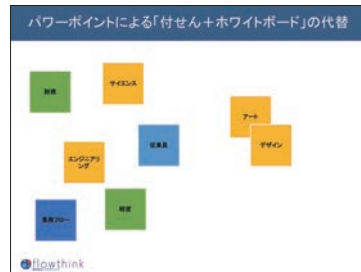 パワーポイントによる「付せん＋ホワイトボード」の代替
サイエンス
財務
アート
従業員
デザイン
エンジニアリ
ング
経営
業務フロー
flowthink